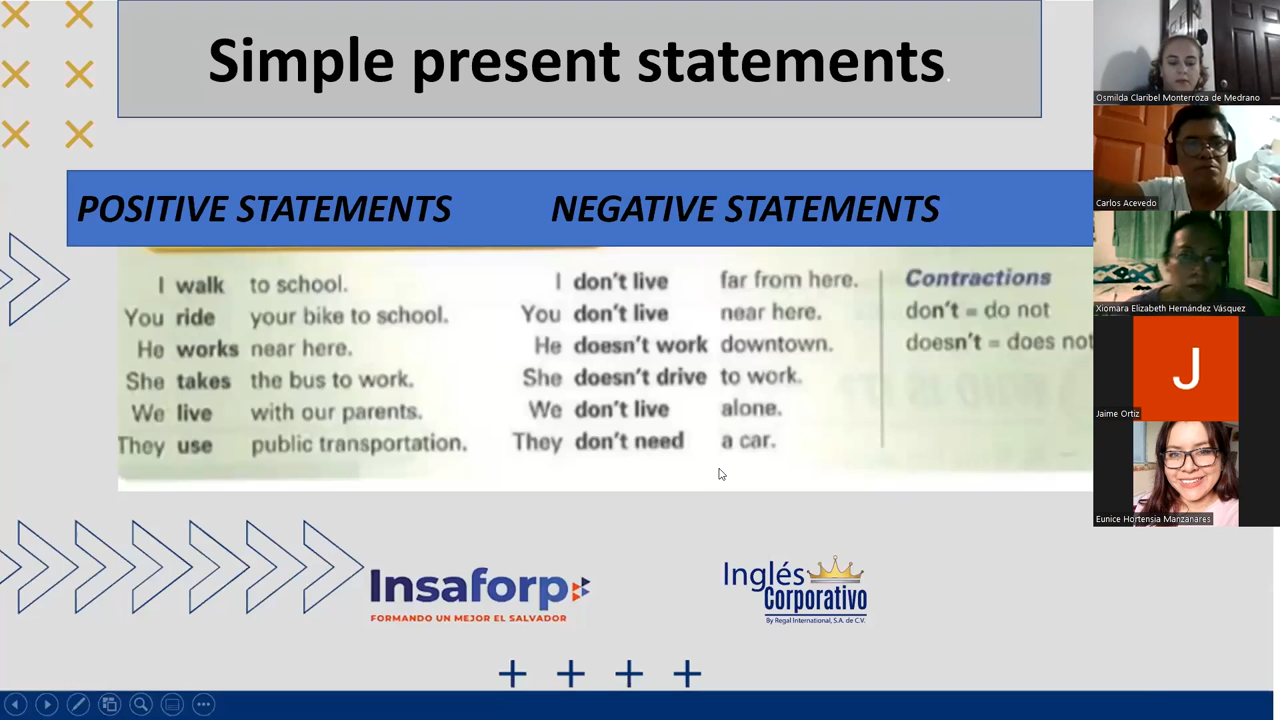 Simple present statements.
POSITIVE STATEMENTS
NEGATIVE STATEMENTS
I walk to school.
You ride your bike to school.
He works near here.
She takes the bus to work.
We live with our parents.
They use public transportation.
I don't live far from here.
You don't live near here.
He doesn't work downtown.
She doesn't drive to work.
We don't live alone.
They don't need a car.
Contractions
don't = do not
doesn't = does not
Insaforp
FORMANDO UN MEJOR EL SALVADOR
Inglés
Corporativo
By Regal International, S.A. de C.V.
Osmilda Claribel Monterroza de Medrano
Carlos Acevedo
Xiomara Elizabeth Hernández Vásquez
J
Jaime Ortiz
Eunice Hortensia Manzanares